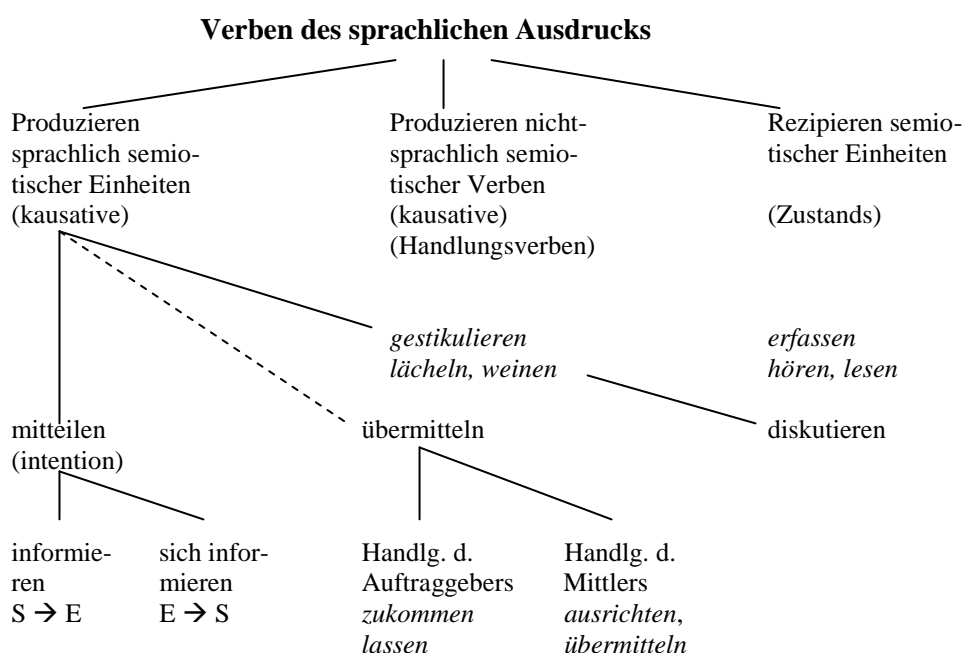 Verben des sprachlichen Ausdrucks
Produzieren
sprachlich semio-
tischer Einheiten
(kausative)
Produzieren nicht-
sprachlich semio-
tischer Verben
(kausative)
(Handlungsverben)
Rezipieren semio-
tischer Einheiten
(Zustands)
gestikulieren
lächeln, weinen
erfassen
hören, lesen
mitteilen
(intention)
übermitteln
diskutieren
informie-
ren
S → E
sich infor-
mieren
E → S
Handlg. d.
Auftraggebers
zukommen
lassen
Handlg. d.
Mittlers
ausrichten,
übermitteln